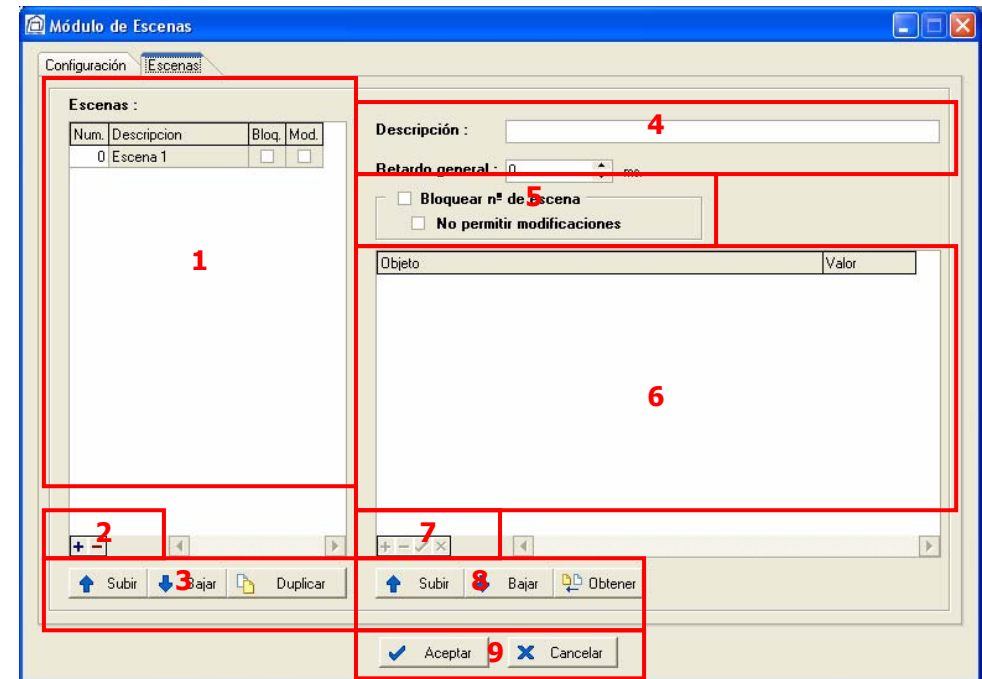 Módulo de Escenas
Configuración Escenas
Escenas :
Num. Descripcion Bloq. Mod.
0 Escena 1
1
2
+ −
3
Subir Bajar Duplicar
Descripción :
4
Retardo general : 0 ms.
5
Bloquear nº de escena
No permitir modificaciones
Objeto Valor
6
7
8
Subir Bajar Obtener
9
Aceptar Cancelar